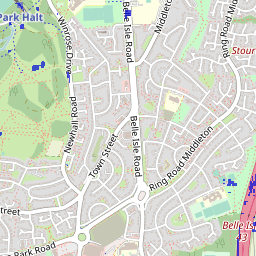 Belle Isle Road
Middleton
Park Halt
Winrose Drive
Ring Road Middleton
Stour
Newhall Road
Town Street
Belle Isle Road
Ring Road Middleton
Street
Belle Is
43
Park Road